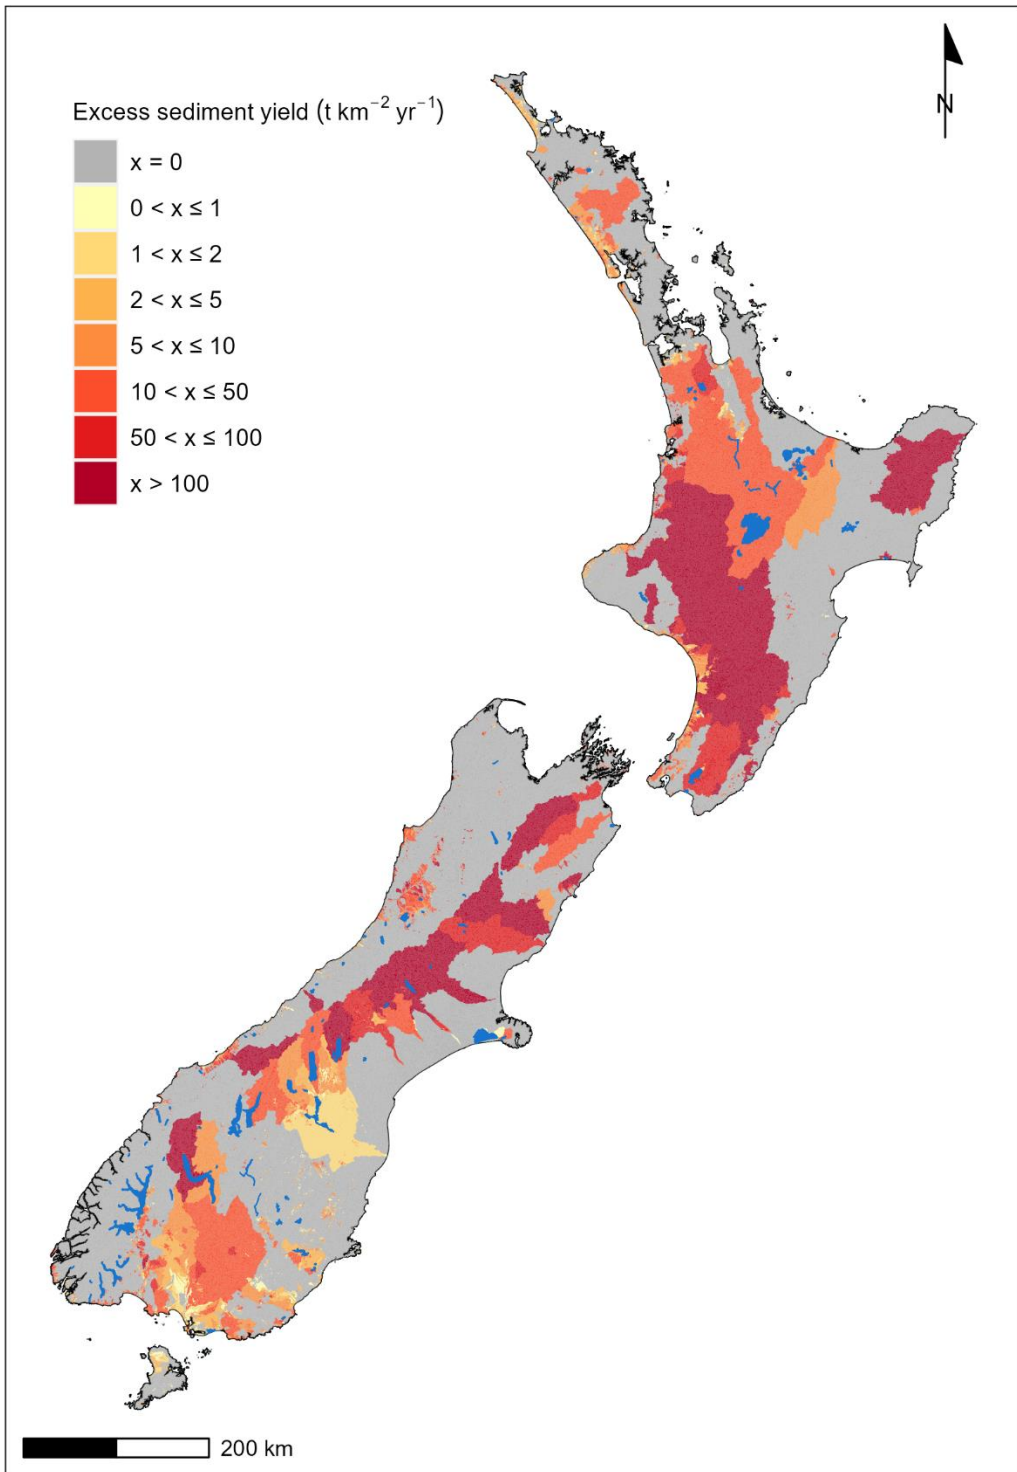 N
Excess sediment yield (t km⁻² yr⁻¹)
x = 0
0 < x ≤ 1
1 < x ≤ 2
2 < x ≤ 5
5 < x ≤ 10
10 < x ≤ 50
50 < x ≤ 100
x > 100
200 km